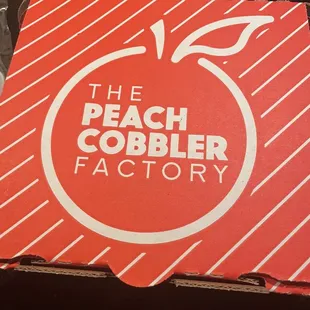 THE
PEACH
COBBLER
FACTORY